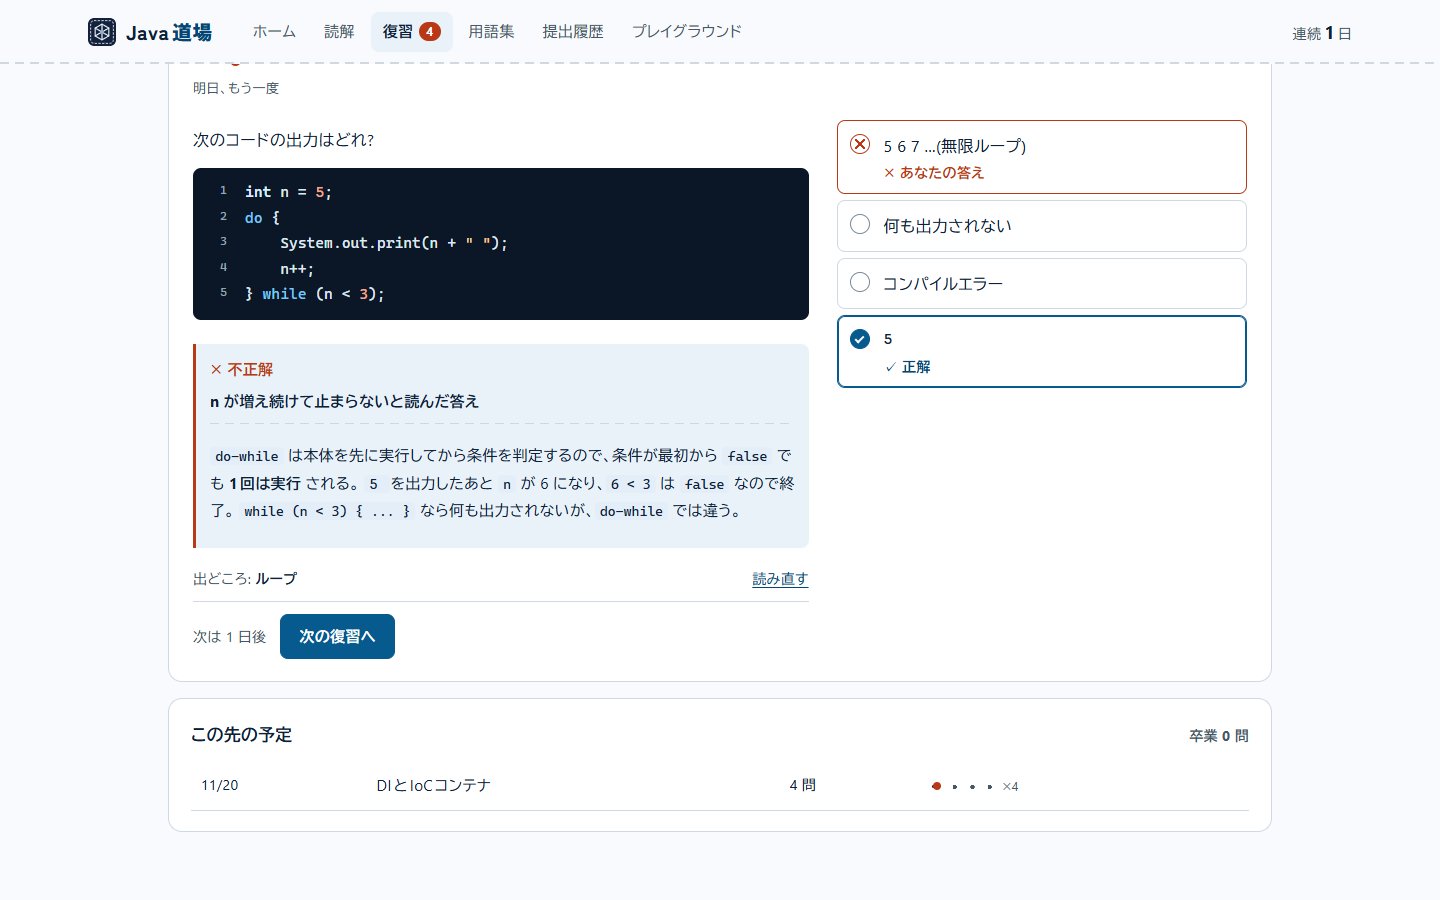 Java 道場
ホーム
読解
復習 4
用語集
提出履歴
プレイグラウンド
連続 1 日
明日、もう一度
次のコードの出力はどれ?
1 int n = 5;
2 do {
3 System.out.print(n + " ");
4 n++;
5 } while (n < 3);
× 不正解
n が増え続けて止まらないと読んだ答え
do-while は本体を先に実行してから条件を判定するので、条件が最初から false で
も 1回は実行 される。 5 を出力したあと n が 6 になり、 6 < 3 は false なので終
了。 while (n < 3) { ... } なら何も出力されないが、 do-while では違う。
出どころ: ループ
読み直す
次は 1 日後
次の復習へ
5 6 7 ...(無限ループ)
× あなたの答え
何も出力されない
コンパイルエラー
5
✓ 正解
この先の予定
卒業 0 問
11/20 DIとIoCコンテナ 4 問 ×4